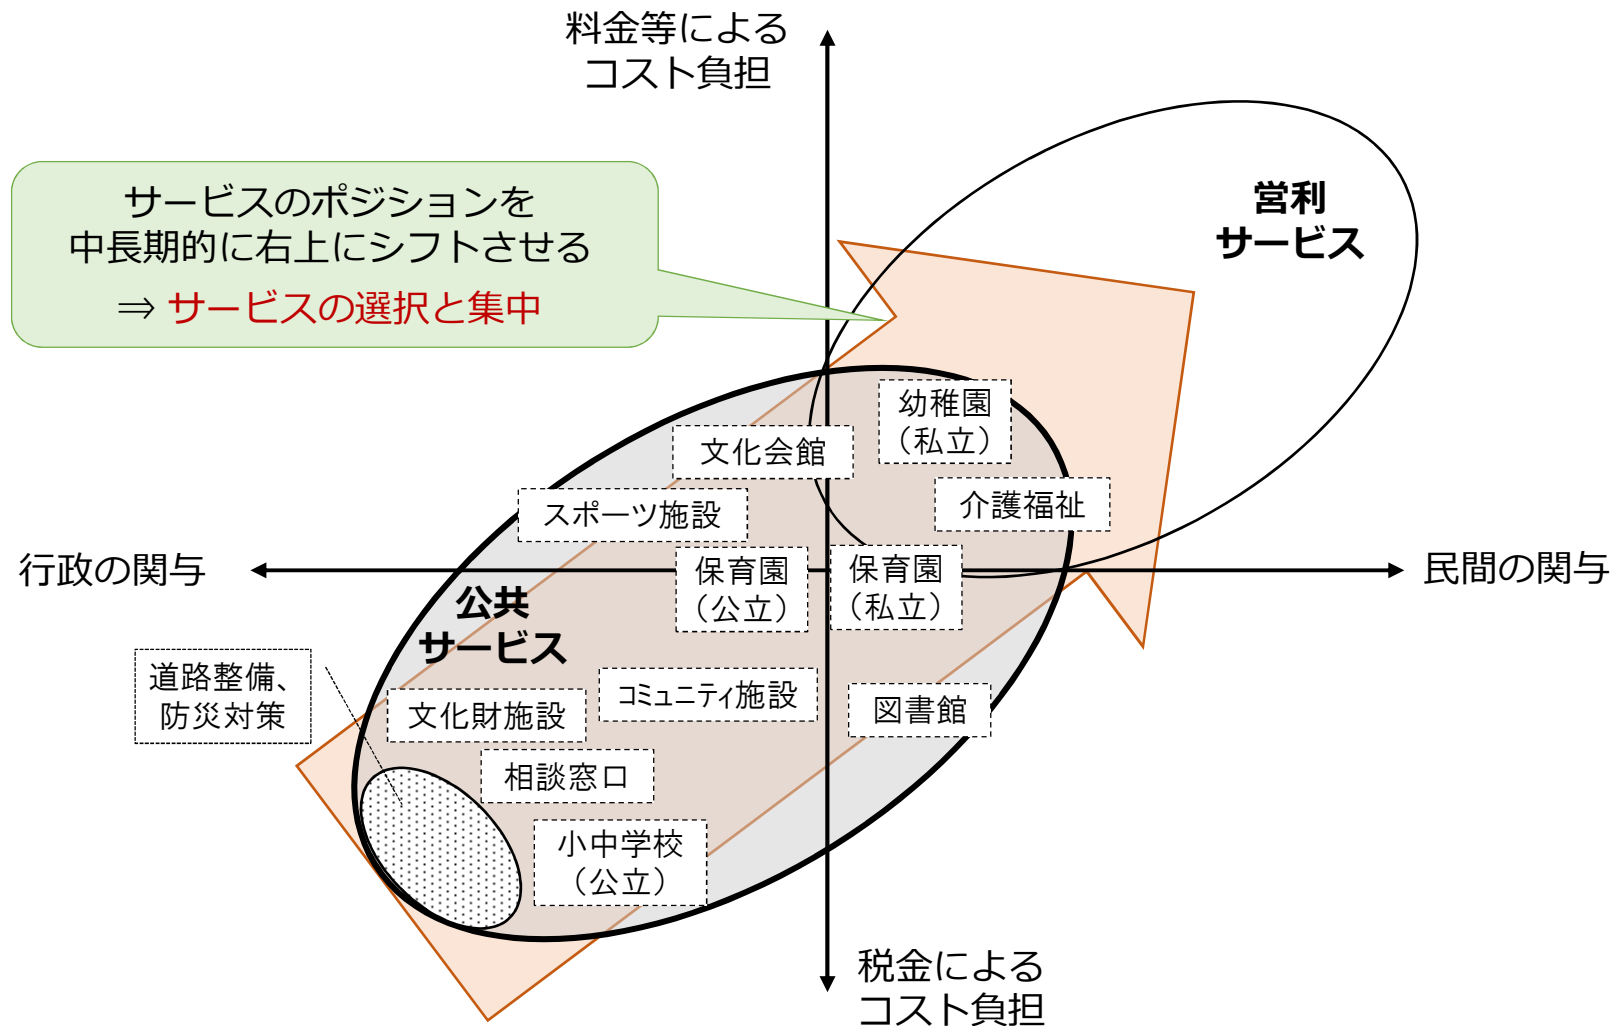 料金等による
コスト負担
営利
サービス
サービスのポジションを
中長期的に右上にシフトさせる
⇒ サービスの選択と集中
幼稚園
（私立）
文化会館
介護福祉
スポーツ施設
行政の関与
保育園
（公立）
保育園
（私立）
民間の関与
公共
サービス
道路整備、
防災対策
文化財施設
コミュニティ施設
図書館
相談窓口
小中学校
（公立）
税金による
コスト負担